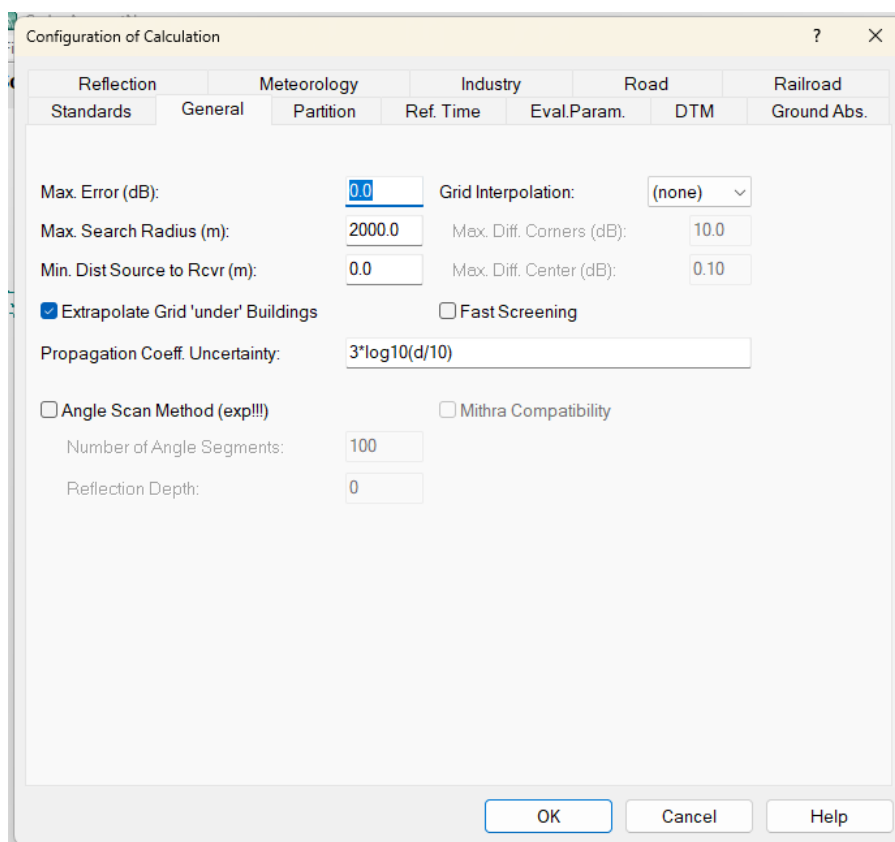 Configuration of Calculation ? ×
Reflection Meteorology Industry Road Railroad
Standards General Partition Ref. Time Eval.Param. DTM Ground Abs.
Max. Error (dB): 0.0 Grid Interpolation: (none)
Max. Search Radius (m): 2000.0 Max. Diff. Corners (dB): 10.0
Min. Dist Source to Rcvr (m): 0.0 Max. Diff. Center (dB): 0.10
Extrapolate Grid 'under' Buildings Fast Screening
Propagation Coeff. Uncertainty: 3*log10(d/10)
Angle Scan Method (exp!!!) Mithra Compatibility
Number of Angle Segments: 100
Reflection Depth: 0
OK Cancel Help